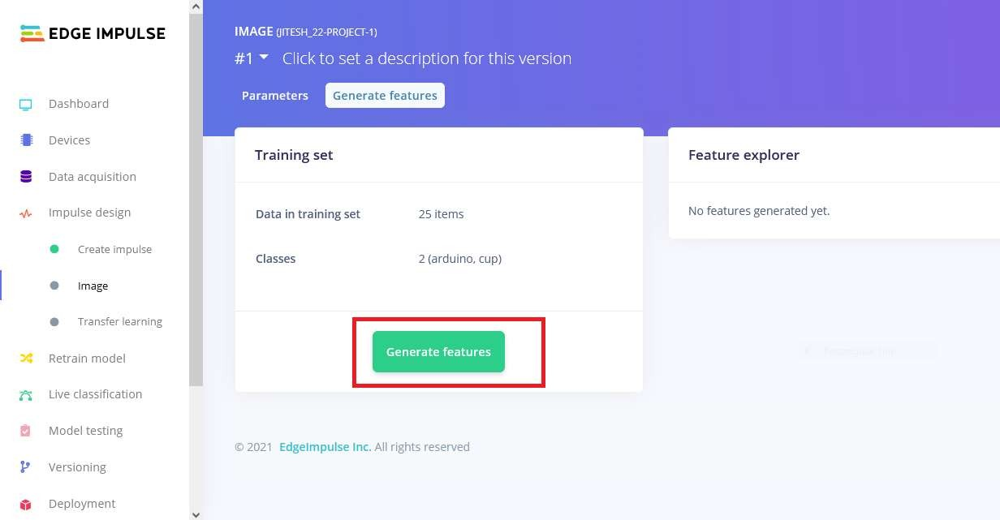 EDGE IMPULSE
Dashboard
Devices
Data acquisition
Impulse design
Create impulse
Image
Transfer learning
Retrain model
Live classification
Model testing
Versioning
Deployment
IMAGE (JITESH_22-PROJECT-1)
#1 Click to set a description for this version
Parameters Generate features
Training set
Data in training set 25 items
Classes 2 (arduino, cup)
Generate features
Feature explorer
No features generated yet.
© 2021 EdgeImpulse Inc. All rights reserved